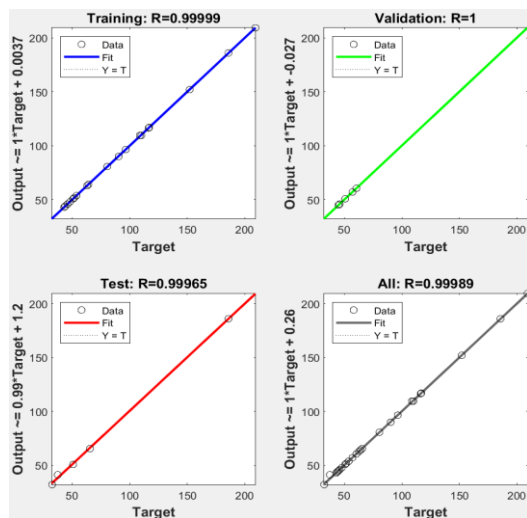 Training: R=0.99999
Output ~= 1*Target + 0.0037
Data
Fit
Y = T
200
150
100
50
50 100 150 200
Target
Validation: R=1
Output ~= 1*Target + -0.027
Data
Fit
Y = T
200
150
100
50
50 100 150 200
Target
Test: R=0.99965
Output ~= 0.99*Target + 1.2
Data
Fit
Y = T
200
150
100
50
50 100 150 200
Target
All: R=0.99989
Output ~= 1*Target + 0.26
Data
Fit
Y = T
200
150
100
50
50 100 150 200
Target